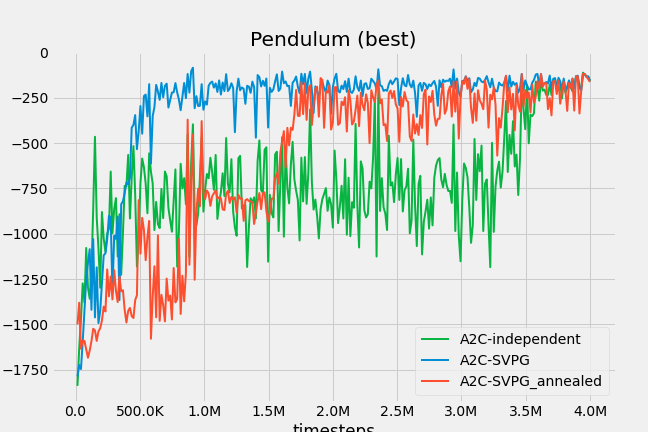 Pendulum (best)
0
−250
−500
−750
−1000
−1250
−1500
−1750
A2C-independent
A2C-SVPG
A2C-SVPG_annealed
0.0 500.0K 1.0M 1.5M 2.0M 2.5M 3.0M 3.5M 4.0M
timesteps